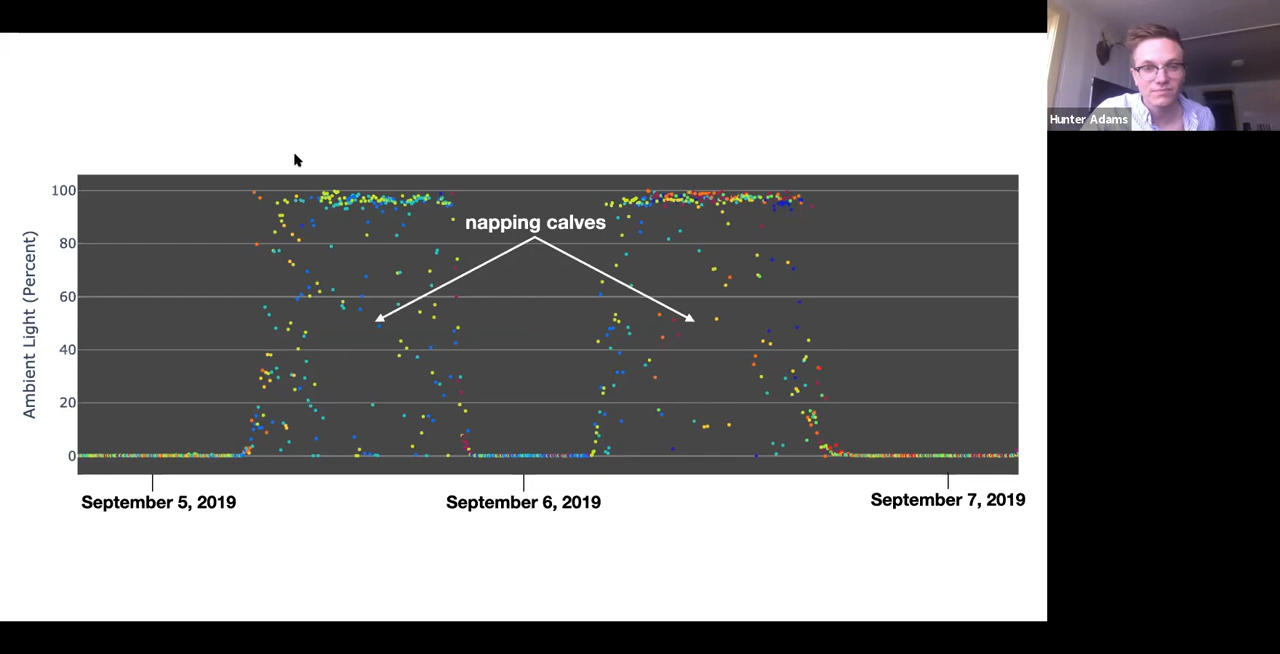 Hunter Adams
Ambient Light (Percent)
100
80
60
40
20
0
napping calves
September 5, 2019
September 6, 2019
September 7, 2019